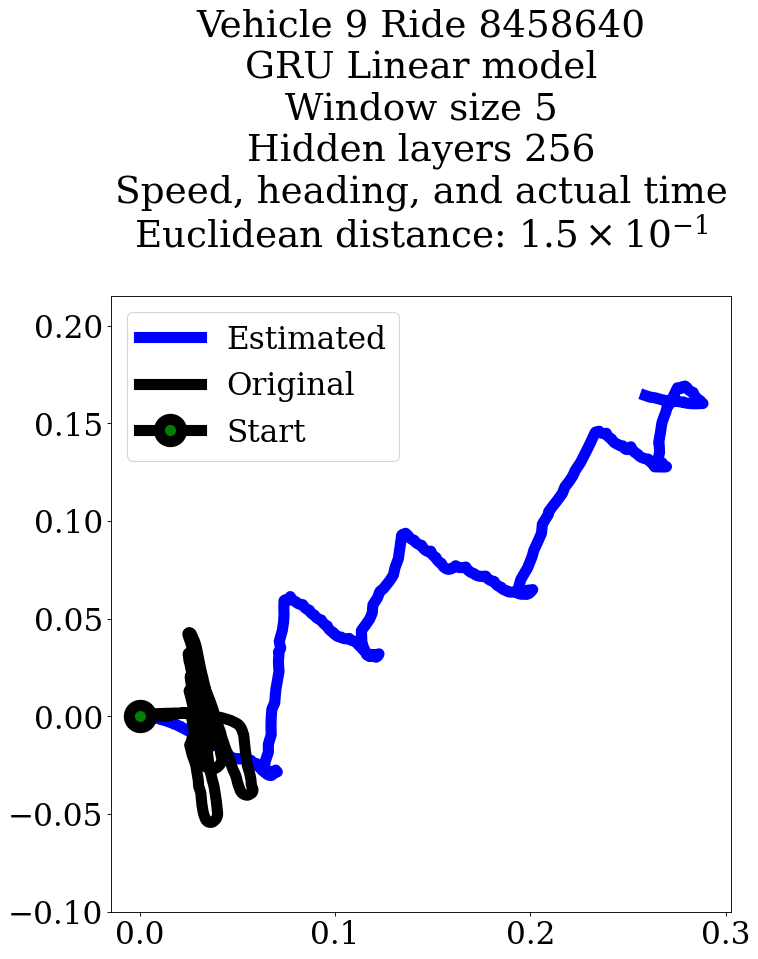 Vehicle 9 Ride 8458640
GRU Linear model
Window size 5
Hidden layers 256
Speed, heading, and actual time
Euclidean distance: $1.5 \times 10^{-1}$
Estimated
Original
Start
0.20
0.15
0.10
0.05
0.00
−0.05
−0.10
0.0 0.1 0.2 0.3